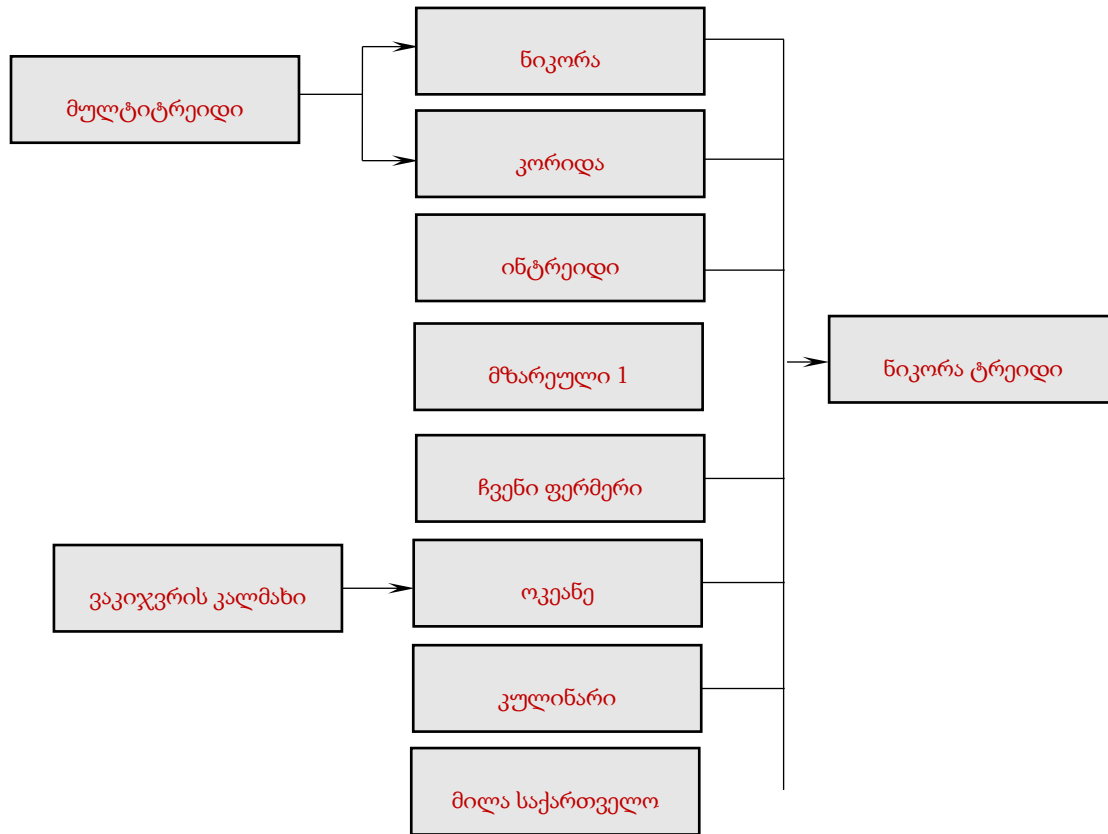 ნიკორა
მულტიტრეიდი
კორიდა
ინტრეიდი
მზარეული 1
ნიკორა ტრეიდი
ჩვენი ფერმერი
ვაკიჯვრის კალმახი
ოკეანე
კულინარი
მილა საქართველო